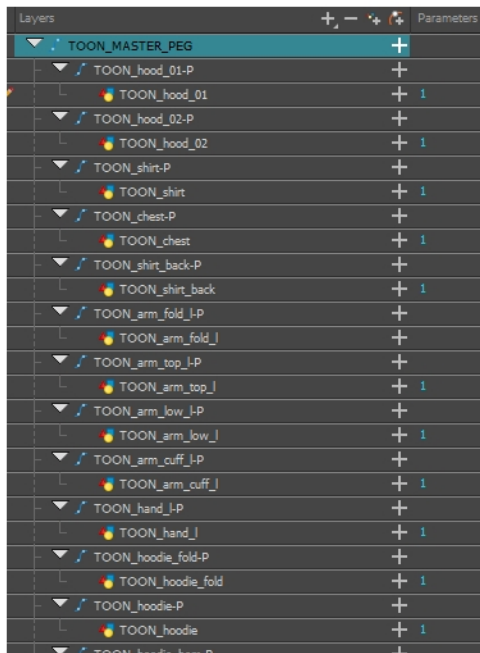 Layers Parameters
TOON_MASTER_PEG
TOON_hood_01-P
TOON_hood_01 1
TOON_hood_02-P
TOON_hood_02 1
TOON_shirt-P
TOON_shirt 1
TOON_chest-P
TOON_chest 1
TOON_shirt_back-P
TOON_shirt_back 1
TOON_arm_fold_l-P
TOON_arm_fold_l
TOON_arm_top_l-P
TOON_arm_top_l 1
TOON_arm_low_l-P
TOON_arm_low_l 1
TOON_arm_cuff_l-P
TOON_arm_cuff_l 1
TOON_hand_l-P
TOON_hand_l 1
TOON_hoodie_fold-P
TOON_hoodie_fold 1
TOON_hoodie-P
TOON_hoodie 1